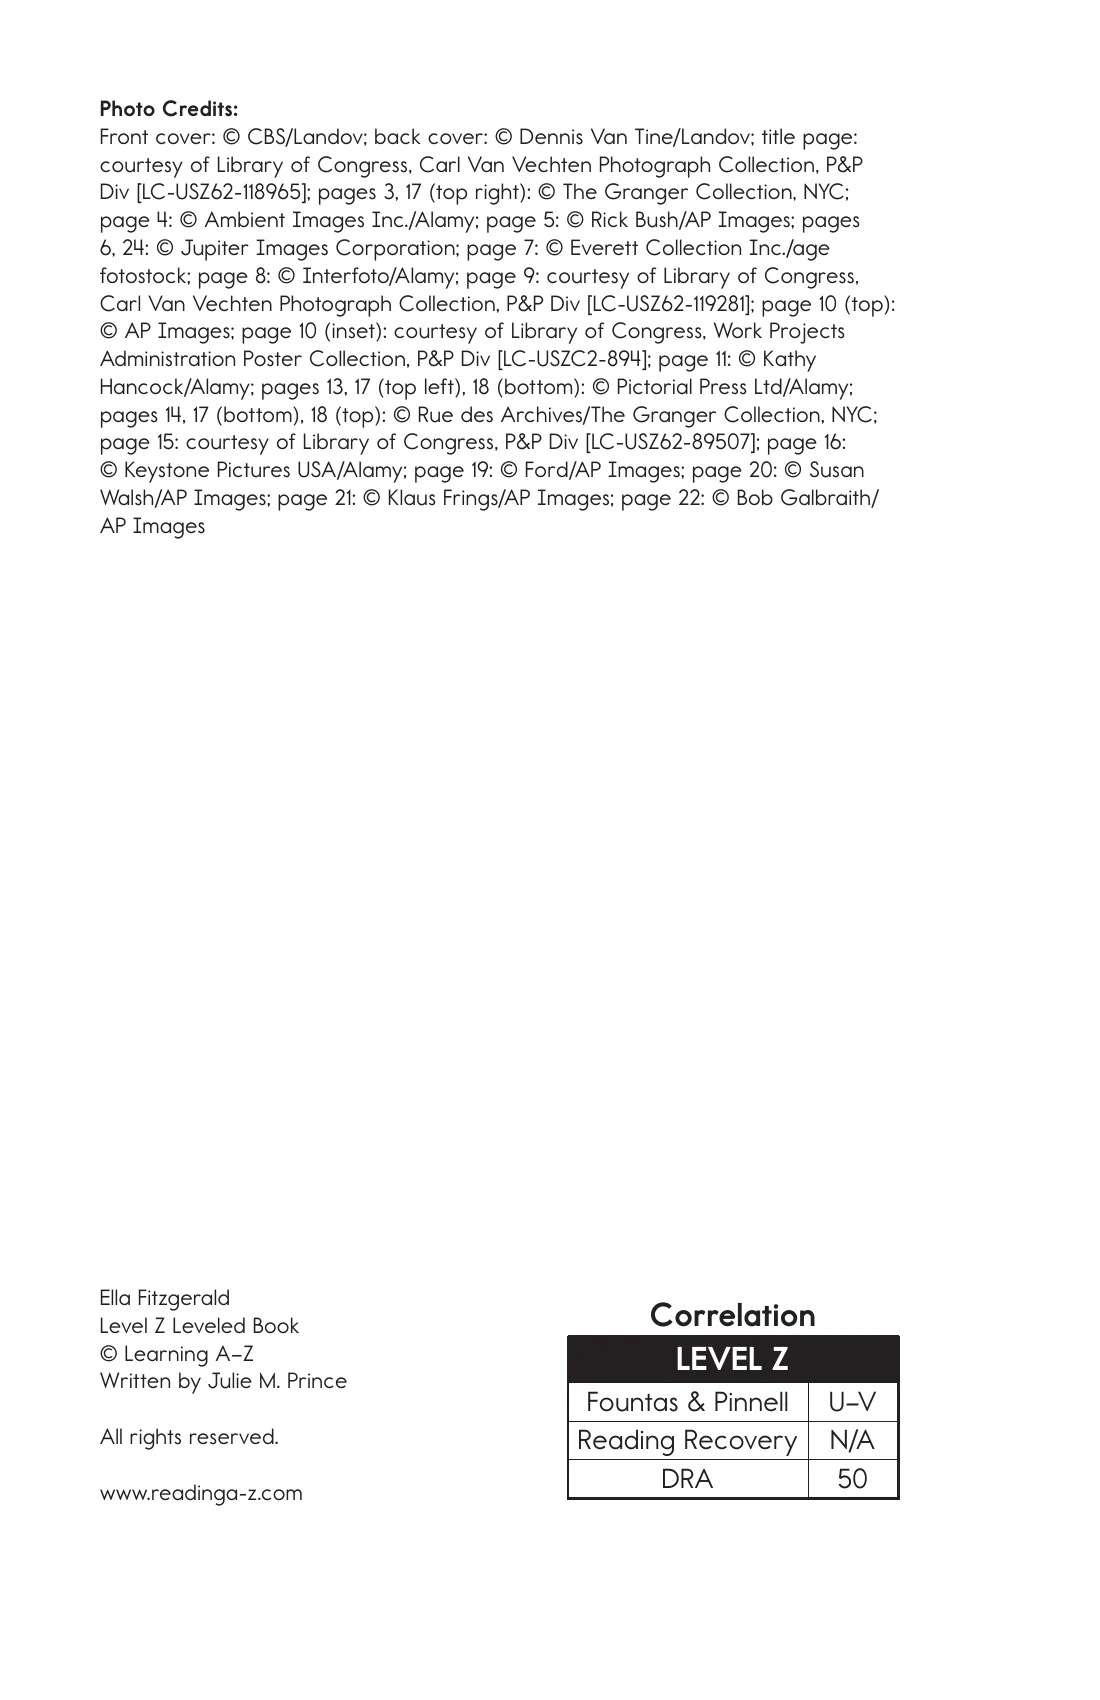 Photo Credits:
Front cover: © CBS/Landov; back cover: © Dennis Van Tine/Landov; title page:
courtesy of Library of Congress, Carl Van Vechten Photograph Collection, P&P
Div [LC-USZ62-118965]; pages 3, 17 (top right): © The Granger Collection, NYC;
page 4: © Ambient Images Inc./Alamy; page 5: © Rick Bush/AP Images; pages
6, 24: © Jupiter Images Corporation; page 7: © Everett Collection Inc./age
fotostock; page 8: © Interfoto/Alamy; page 9: courtesy of Library of Congress,
Carl Van Vechten Photograph Collection, P&P Div [LC-USZ62-119281]; page 10 (top):
© AP Images; page 10 (inset): courtesy of Library of Congress, Work Projects
Administration Poster Collection, P&P Div [LC-USZC2-894]; page 11: © Kathy
Hancock/Alamy; pages 13, 17 (top left), 18 (bottom): © Pictorial Press Ltd/Alamy;
pages 14, 17 (bottom), 18 (top): © Rue des Archives/The Granger Collection, NYC;
page 15: courtesy of Library of Congress, P&P Div [LC-USZ62-89507]; page 16:
© Keystone Pictures USA/Alamy; page 19: © Ford/AP Images; page 20: © Susan
Walsh/AP Images; page 21: © Klaus Frings/AP Images; page 22: © Bob Galbraith/
AP Images
Ella Fitzgerald
Level Z Leveled Book
© Learning A–Z
Written by Julie M. Prince
All rights reserved.
www.readinga-z.com
Correlation
LEVEL Z
Fountas & Pinnell U–V
Reading Recovery N/A
DRA 50